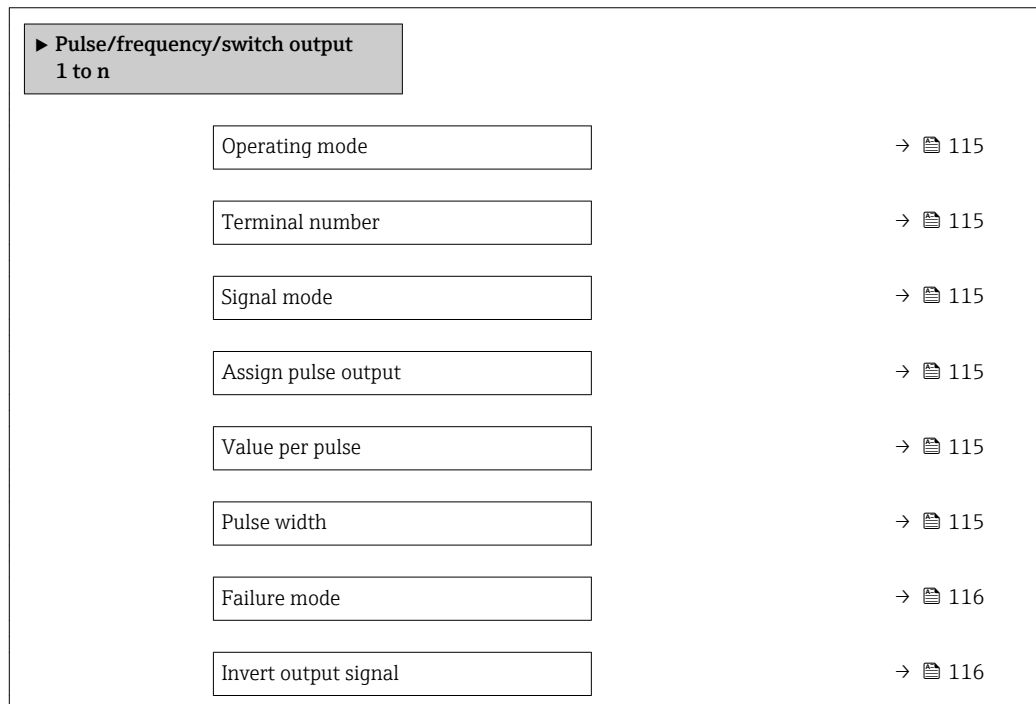 ▶ Pulse/frequency/switch output
1 to n
Operating mode → 115
Terminal number → 115
Signal mode → 115
Assign pulse output → 115
Value per pulse → 115
Pulse width → 115
Failure mode → 116
Invert output signal → 116